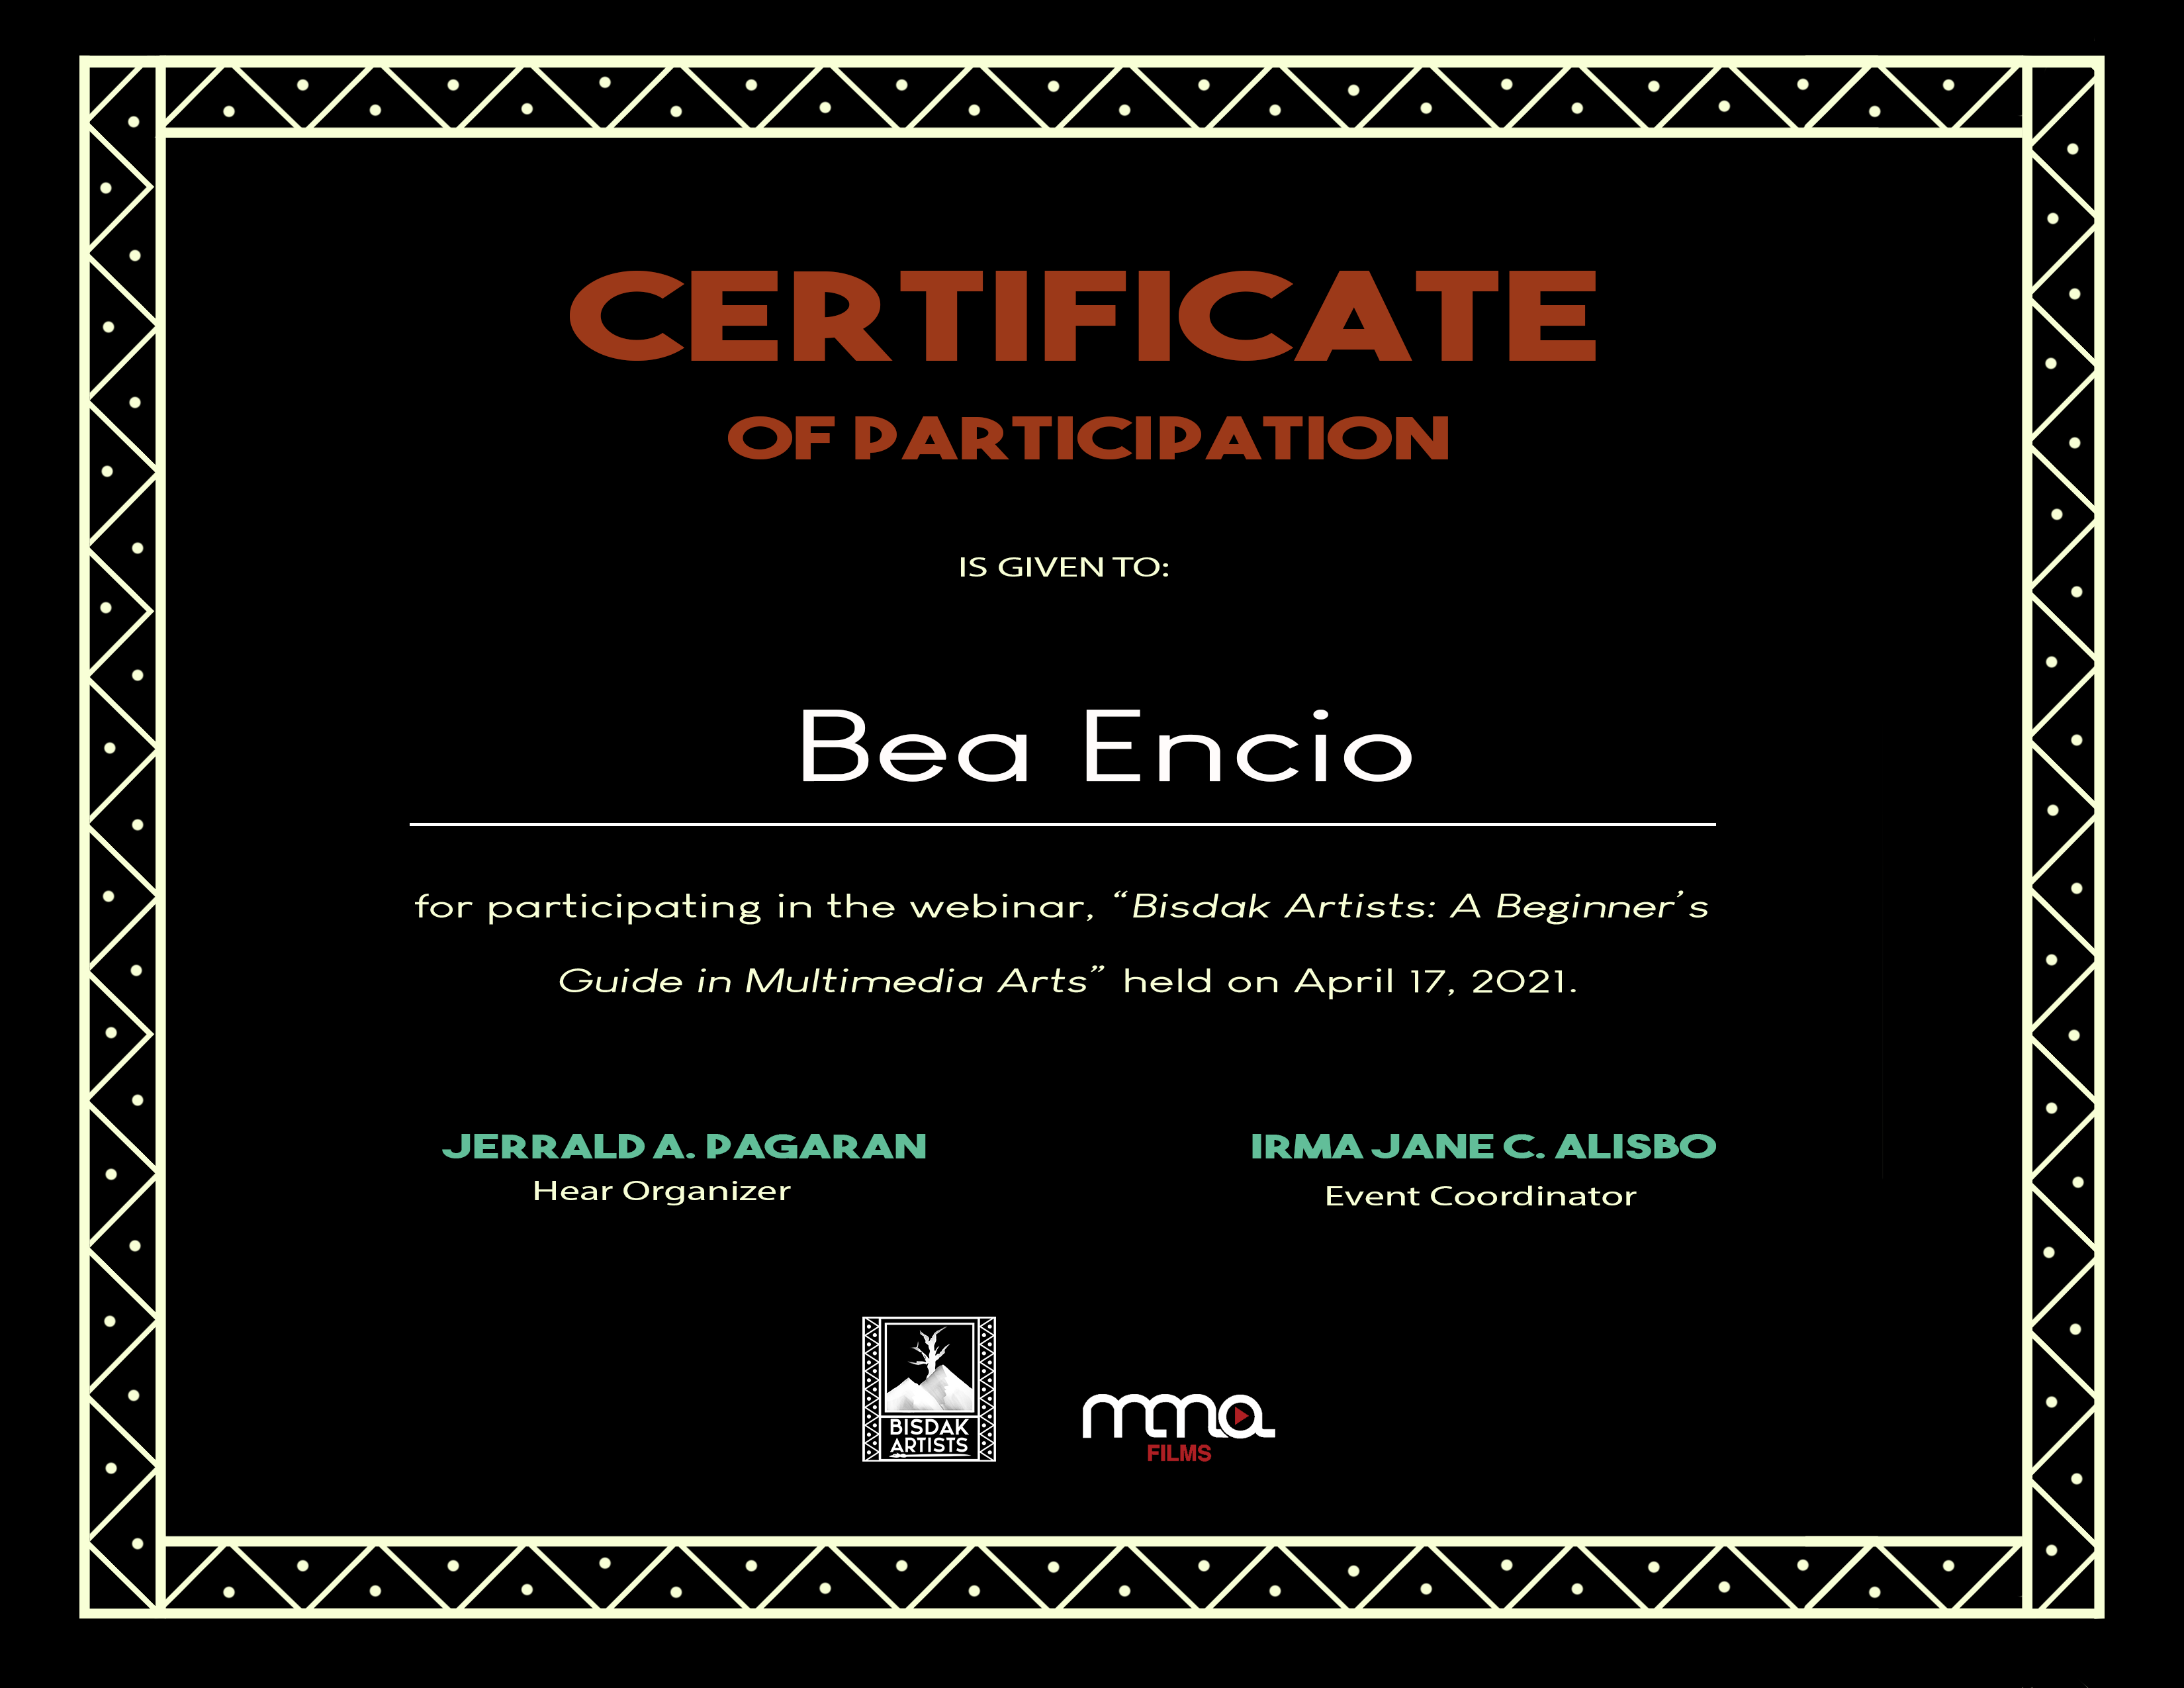 CERTIFICATE
OF PARTICIPATION
IS GIVEN TO:
Bea Encio
for participating in the webinar, “Bisdak Artists: A Beginner’s
Guide in Multimedia Arts” held on April 17, 2021.
JERRALD A. PAGARAN
Hear Organizer
IRMA JANE C. ALISBO
Event Coordinator
BISDAK
ARTISTS
mma
FILMS